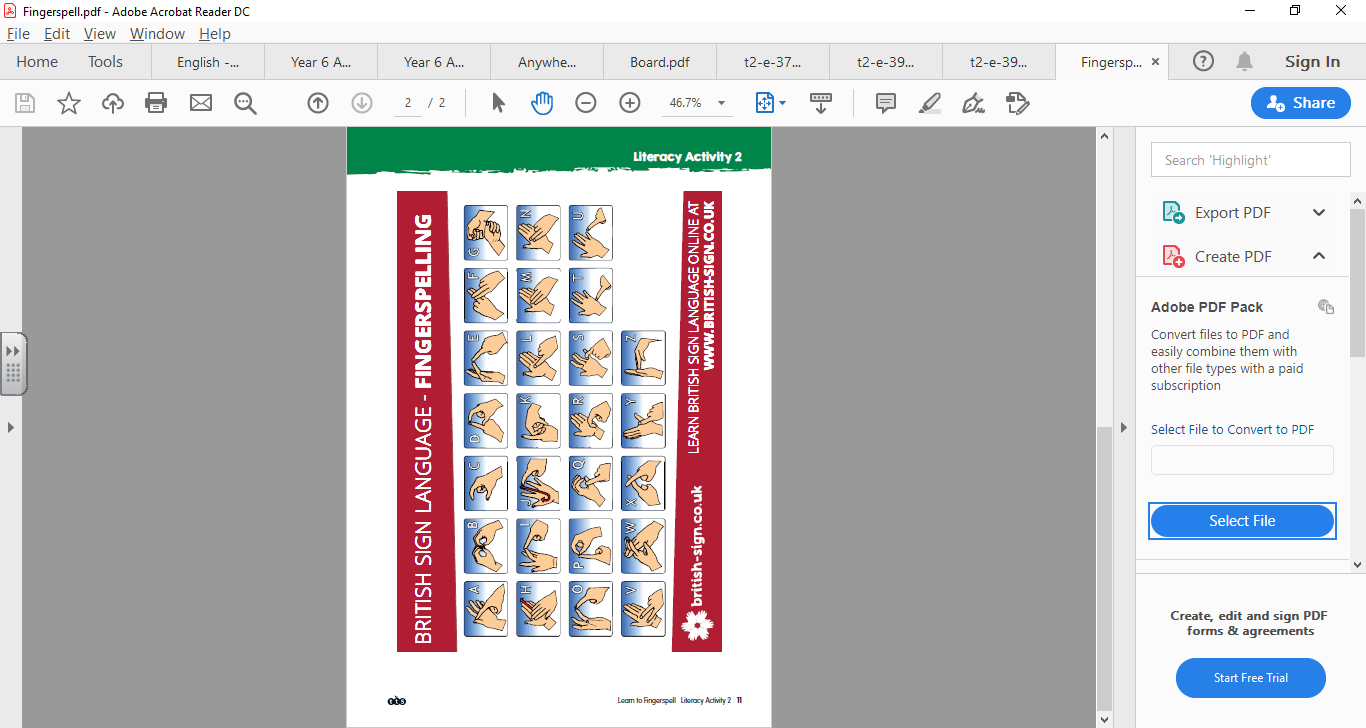 Fingerspell.pdf - Adobe Acrobat Reader DC
File Edit View Window Help
Home Tools English -... Year 6 A... Year 6 A... Anywhe... Board.pdf t2-e-37... t2-e-39... t2-e-39... Fingersp... Sign In
2 / 2 46.7% Share
Literacy Activity 2
BRITISH SIGN LANGUAGE - FINGERSPELLING
A B C D E F G
H I J K L M N
O P Q R S T U
V W X Y Z
british-sign.co.uk
LEARN BRITISH SIGN LANGUAGE ONLINE AT
WWW.BRITISH-SIGN.CO.UK
tts
Learn to Fingerspell Literacy Activity 2 11
Search 'Highlight'
Export PDF
Create PDF
Adobe PDF Pack
Convert files to PDF and
easily combine them with
other file types with a paid
subscription
Select File to Convert to PDF
Select File
Create, edit and sign PDF
forms & agreements
Start Free Trial